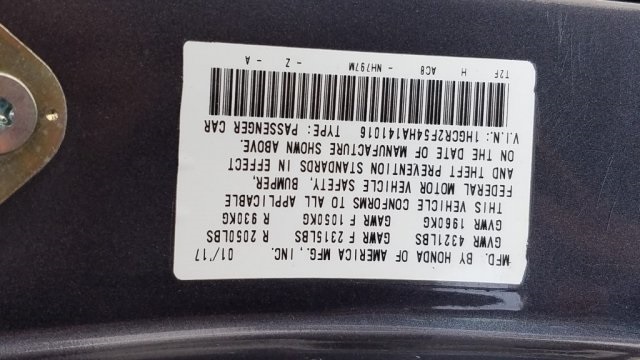 MFD. BY HONDA OF AMERICA MFG., INC. 01/17
GVWR 4321LBS GAWR F 2315LBS R 2050LBS
GVWR 1960KG GAWR F 1050KG R 930KG
THIS VEHICLE CONFORMS TO ALL APPLICABLE
FEDERAL MOTOR VEHICLE SAFETY, BUMPER,
AND THEFT PREVENTION STANDARDS IN EFFECT
ON THE DATE OF MANUFACTURE SHOWN ABOVE.
V.I.N.: 1HGCR2F54HA141016 TYPE: PASSENGER CAR
T2F - H AC8 - NH797M - Z - A